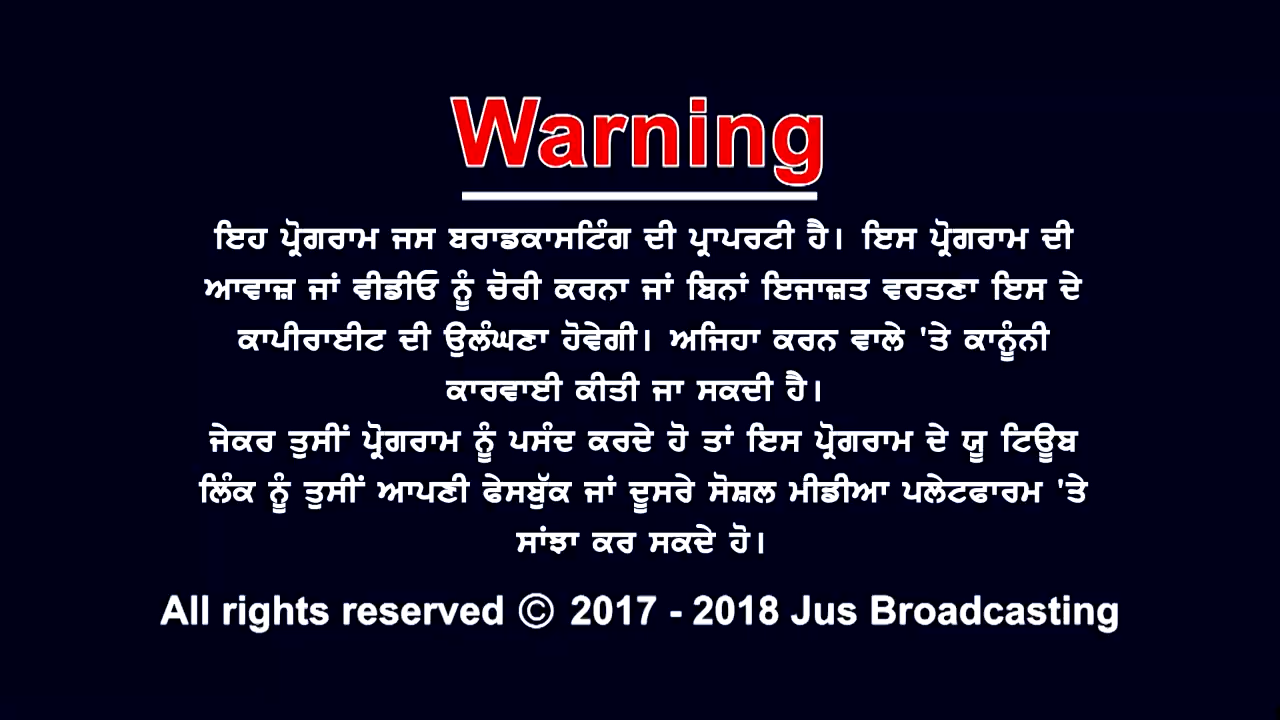 Warning
ਇਹ ਪ੍ਰੋਗਰਾਮ ਜਸ ਬਰਾਡਕਾਸਟਿੰਗ ਦੀ ਪ੍ਰਾਪਰਟੀ ਹੈ। ਇਸ ਪ੍ਰੋਗਰਾਮ ਦੀ
ਆਵਾਜ਼ ਜਾਂ ਵੀਡੀਓ ਨੂੰ ਚੋਰੀ ਕਰਨਾ ਜਾਂ ਬਿਨਾਂ ਇਜਾਜ਼ਤ ਵਰਤਣਾ ਇਸ ਦੇ
ਕਾਪੀਰਾਈਟ ਦੀ ਉਲੰਘਣਾ ਹੋਵੇਗੀ। ਅਜਿਹਾ ਕਰਨ ਵਾਲੇ 'ਤੇ ਕਾਨੂੰਨੀ
ਕਾਰਵਾਈ ਕੀਤੀ ਜਾ ਸਕਦੀ ਹੈ।
ਜੇਕਰ ਤੁਸੀਂ ਪ੍ਰੋਗਰਾਮ ਨੂੰ ਪਸੰਦ ਕਰਦੇ ਹੋ ਤਾਂ ਇਸ ਪ੍ਰੋਗਰਾਮ ਦੇ ਯੂ ਟਿਊਬ
ਲਿੰਕ ਨੂੰ ਤੁਸੀਂ ਆਪਣੀ ਫੇਸਬੁੱਕ ਜਾਂ ਦੂਸਰੇ ਸੋਸ਼ਲ ਮੀਡੀਆ ਪਲੇਟਫਾਰਮ 'ਤੇ
ਸਾਂਝਾ ਕਰ ਸਕਦੇ ਹੋ।
All rights reserved © 2017 - 2018 Jus Broadcasting